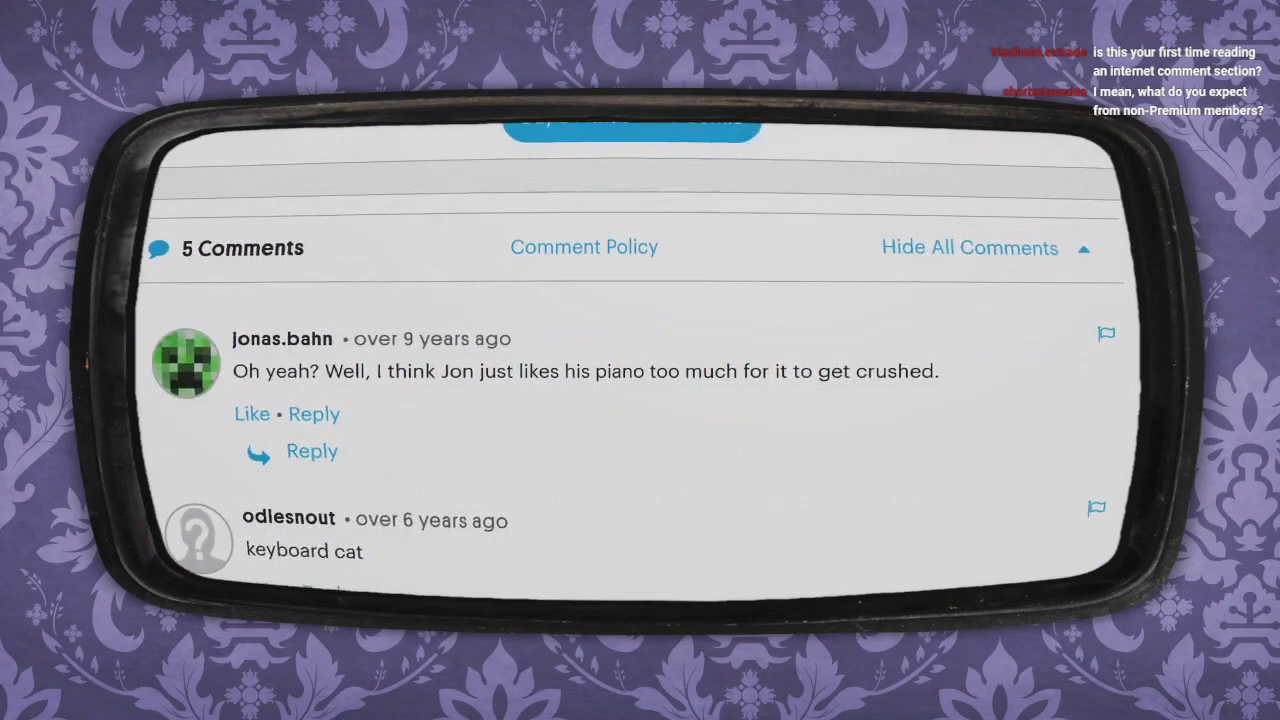 is this your first time reading
an internet comment section?
I mean, what do you expect
from non-Premium members?
5 Comments
Comment Policy
Hide All Comments
jonas.bahn • over 9 years ago
Oh yeah? Well, I think Jon just likes his piano too much for it to get crushed.
Like • Reply
Reply
odiesnout • over 6 years ago
keyboard cat